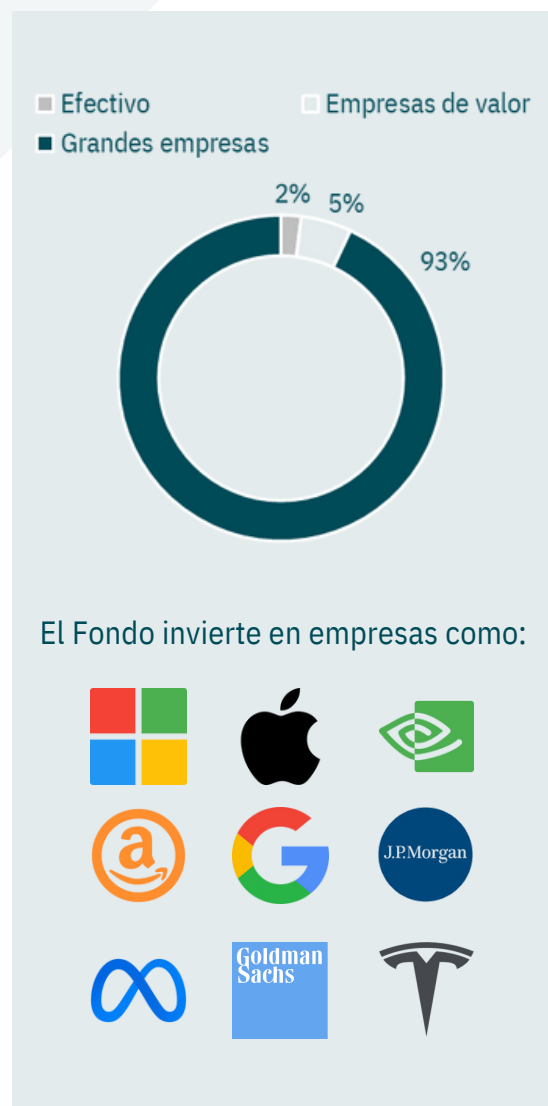 Efectivo
Empresas de valor
Grandes empresas
2%
5%
93%
El Fondo invierte en empresas como:
a
G
J.P.Morgan
Goldman
Sachs